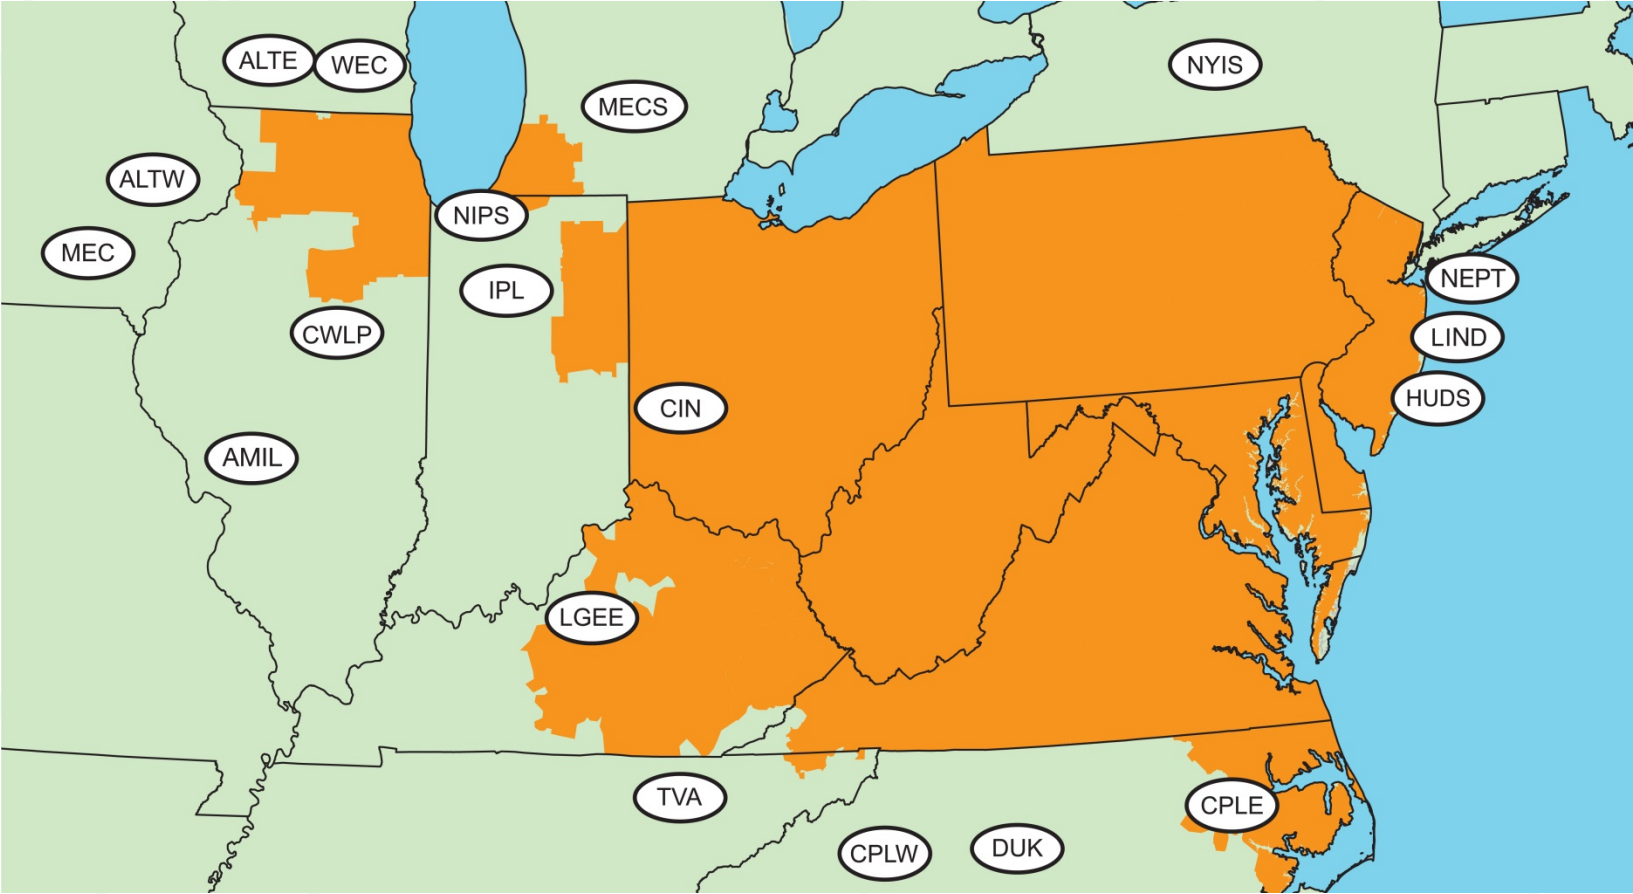 ALTE
WEC
NYIS
MECS
ALTW
NIPS
MEC
NEPT
IPL
CWLP
LIND
HUDS
CIN
AMIL
LGEE
TVA
CPLE
CPLW
DUK